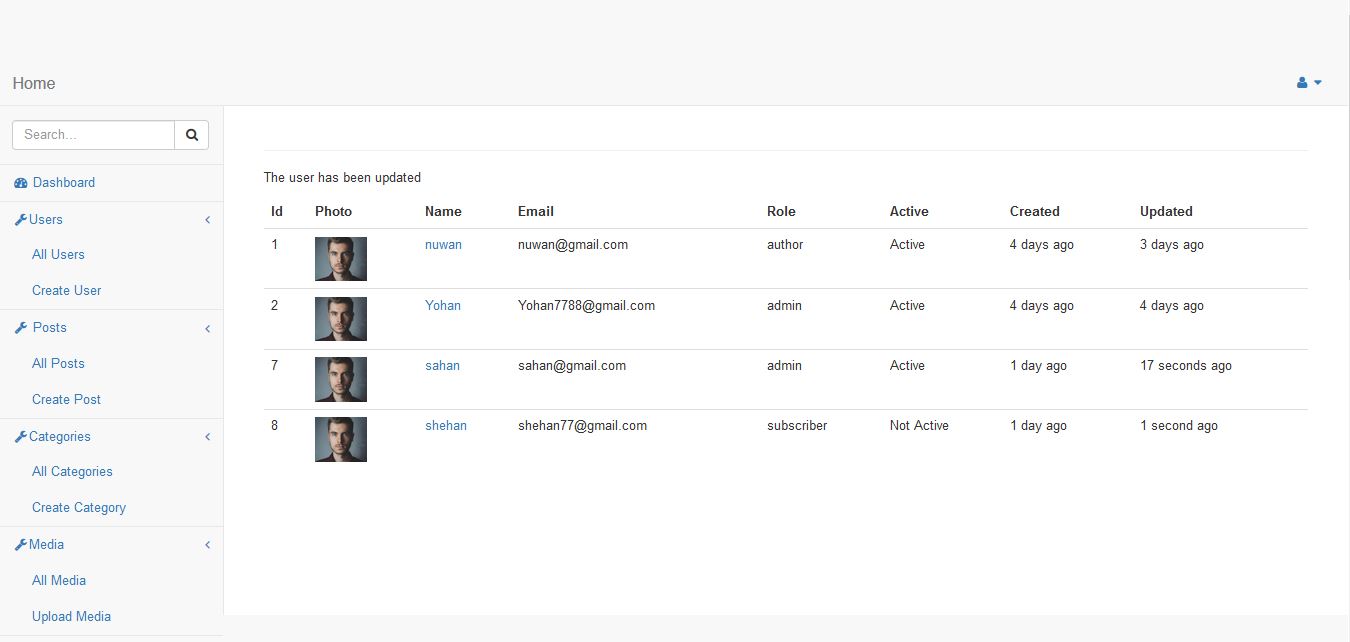 Home
Search...
Dashboard
Users
All Users
Create User
Posts
All Posts
Create Post
Categories
All Categories
Create Category
Media
All Media
Upload Media
The user has been updated
Id Photo Name Email Role Active Created Updated
1 nuwan nuwan@gmail.com author Active 4 days ago 3 days ago
2 Yohan Yohan7788@gmail.com admin Active 4 days ago 4 days ago
7 sahan sahan@gmail.com admin Active 1 day ago 17 seconds ago
8 shehan shehan77@gmail.com subscriber Not Active 1 day ago 1 second ago